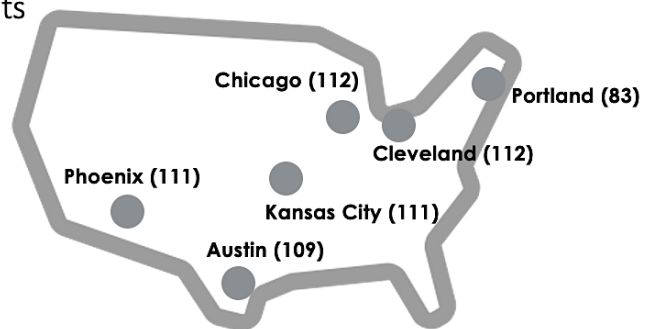 ts
Chicago (112)
Portland (83)
Cleveland (112)
Phoenix (111)
Kansas City (111)
Austin (109)